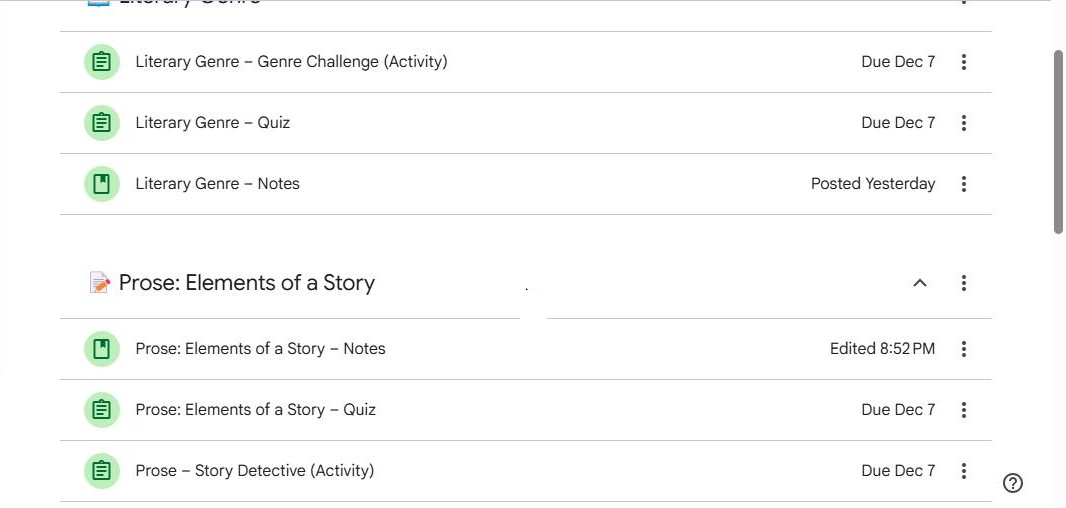 Literary Genre
Literary Genre – Genre Challenge (Activity) Due Dec 7
Literary Genre – Quiz Due Dec 7
Literary Genre – Notes Posted Yesterday
Prose: Elements of a Story
Prose: Elements of a Story – Notes Edited 8:52 PM
Prose: Elements of a Story – Quiz Due Dec 7
Prose – Story Detective (Activity) Due Dec 7